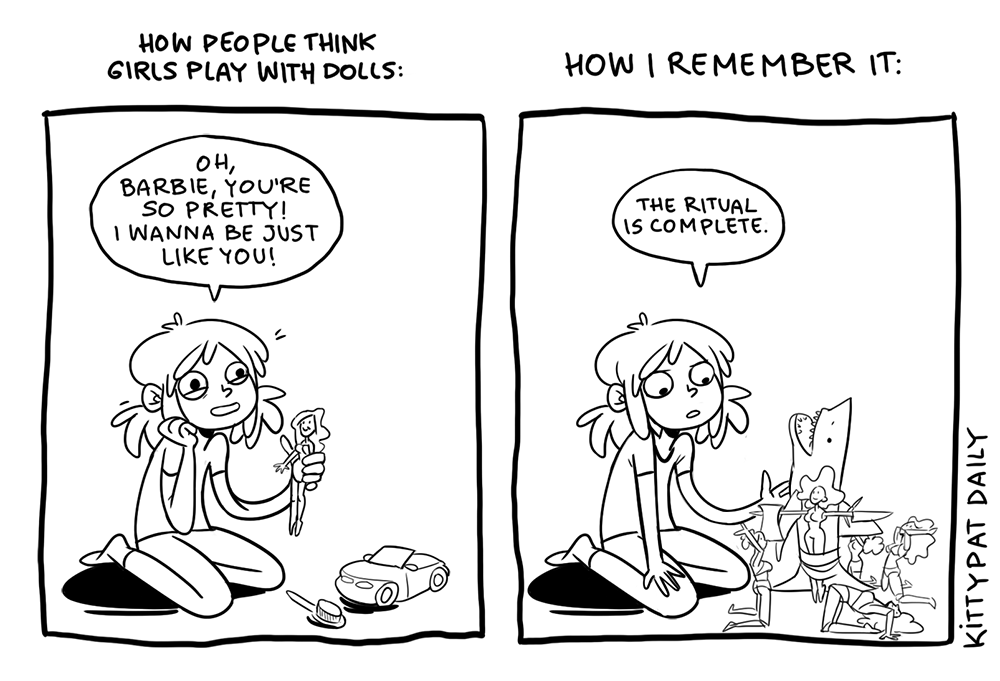 HOW PEOPLE THINK
GIRLS PLAY WITH DOLLS:
OH,
BARBIE, YOU'RE
SO PRETTY!
I WANNA BE JUST
LIKE YOU!
HOW I REMEMBER IT:
THE RITUAL
IS COMPLETE.
KiTTYPAT DAILY